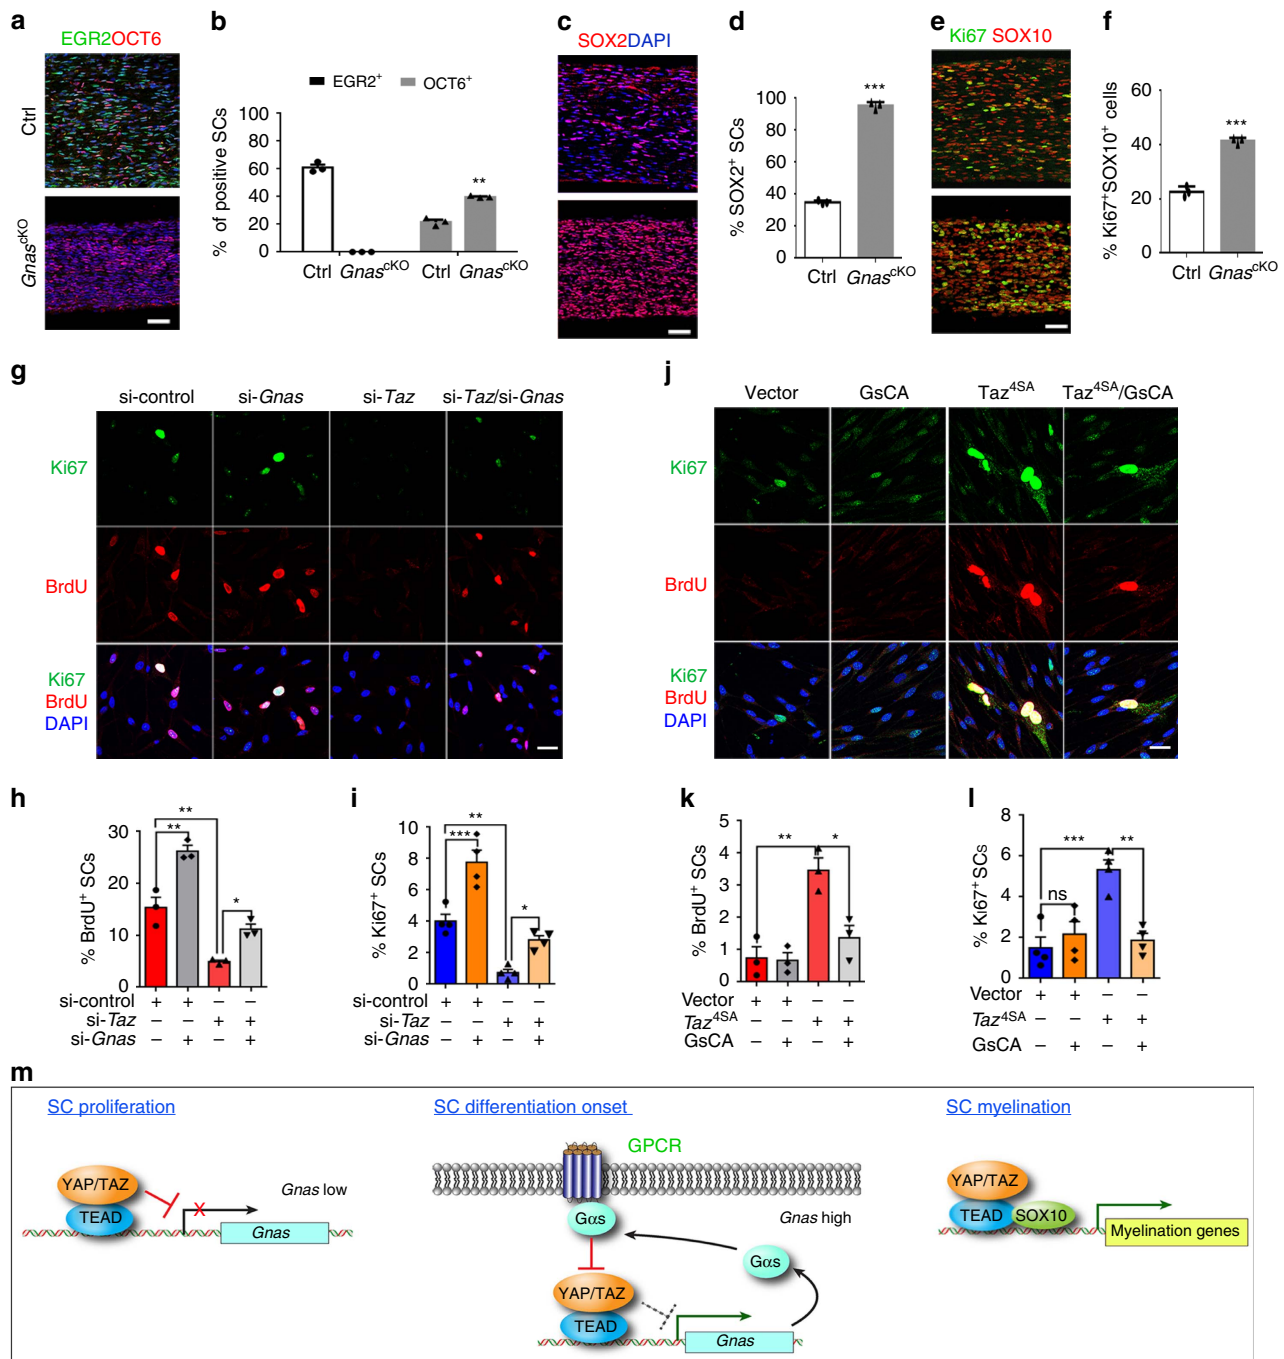 a
EGR2OCT6
Ctrl
GnascKO
b
EGR2+
OCT6+
% of positive SCs
100
80
60
40
20
0
**
Ctrl GnascKO
Ctrl GnascKO
c
SOX2DAPI
d
% SOX2+ SCs
100
80
60
40
20
0
***
Ctrl GnascKO
e
Ki67 SOX10
f
% Ki67+SOX10+ cells
60
40
20
0
***
Ctrl GnascKO
g
si-control si-Gnas si-Taz si-Taz/si-Gnas
Ki67
BrdU
Ki67
BrdU
DAPI
j
Vector GsCA Taz4SA Taz4SA/GsCA
Ki67
BrdU
Ki67
BrdU
DAPI
h
% BrdU+ SCs
30
20
10
0
**
**
*
si-control + + − −
si-Taz − − + +
si-Gnas − + − +
i
% Ki67+ SCs
10
8
6
4
2
0
**
***
*
si-control + + − −
si-Taz − − + +
si-Gnas − + − +
k
% BrdU+ SCs
5
4
3
2
1
0
** *
Vector + + − −
Taz4SA − − + +
GsCA − + − +
l
% Ki67+ SCs
8
6
4
2
0
*** **
ns
Vector + + − −
Taz4SA − − + +
GsCA − + − +
m
SC proliferation
YAP/TAZ
TEAD
X
Gnas low
Gnas
SC differentiation onset
GPCR
Gαs
Gnas high
Gαs
YAP/TAZ
TEAD
Gnas
SC myelination
YAP/TAZ
TEAD
SOX10
Myelination genes